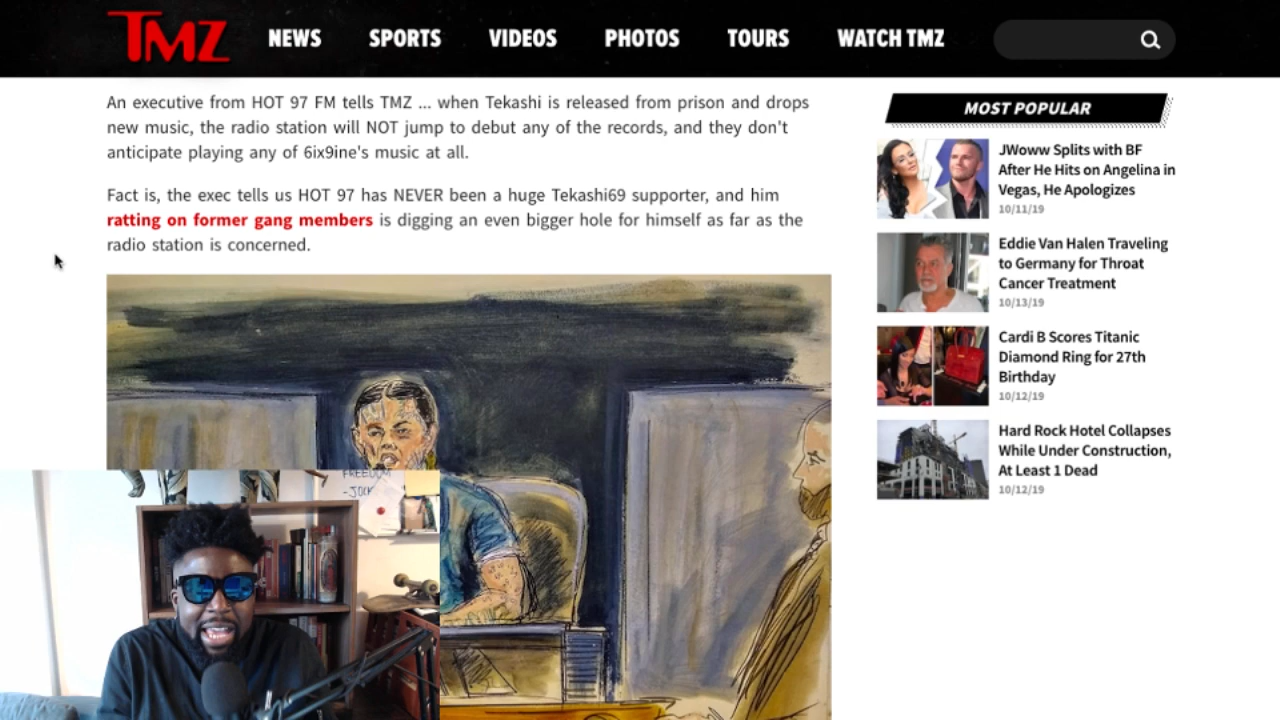 TMZ
NEWS SPORTS VIDEOS PHOTOS TOURS WATCH TMZ
An executive from HOT 97 FM tells TMZ ... when Tekashi is released from prison and drops
new music, the radio station will NOT jump to debut any of the records, and they don't
anticipate playing any of 6ix9ine's music at all.
Fact is, the exec tells us HOT 97 has NEVER been a huge Tekashi69 supporter, and him
ratting on former gang members is digging an even bigger hole for himself as far as the
radio station is concerned.
MOST POPULAR
JWoww Splits with BF
After He Hits on Angelina in
Vegas, He Apologizes
10/11/19
Eddie Van Halen Traveling
to Germany for Throat
Cancer Treatment
10/13/19
Cardi B Scores Titanic
Diamond Ring for 27th
Birthday
10/12/19
Hard Rock Hotel Collapses
While Under Construction,
At Least 1 Dead
10/12/19
FREEDOM